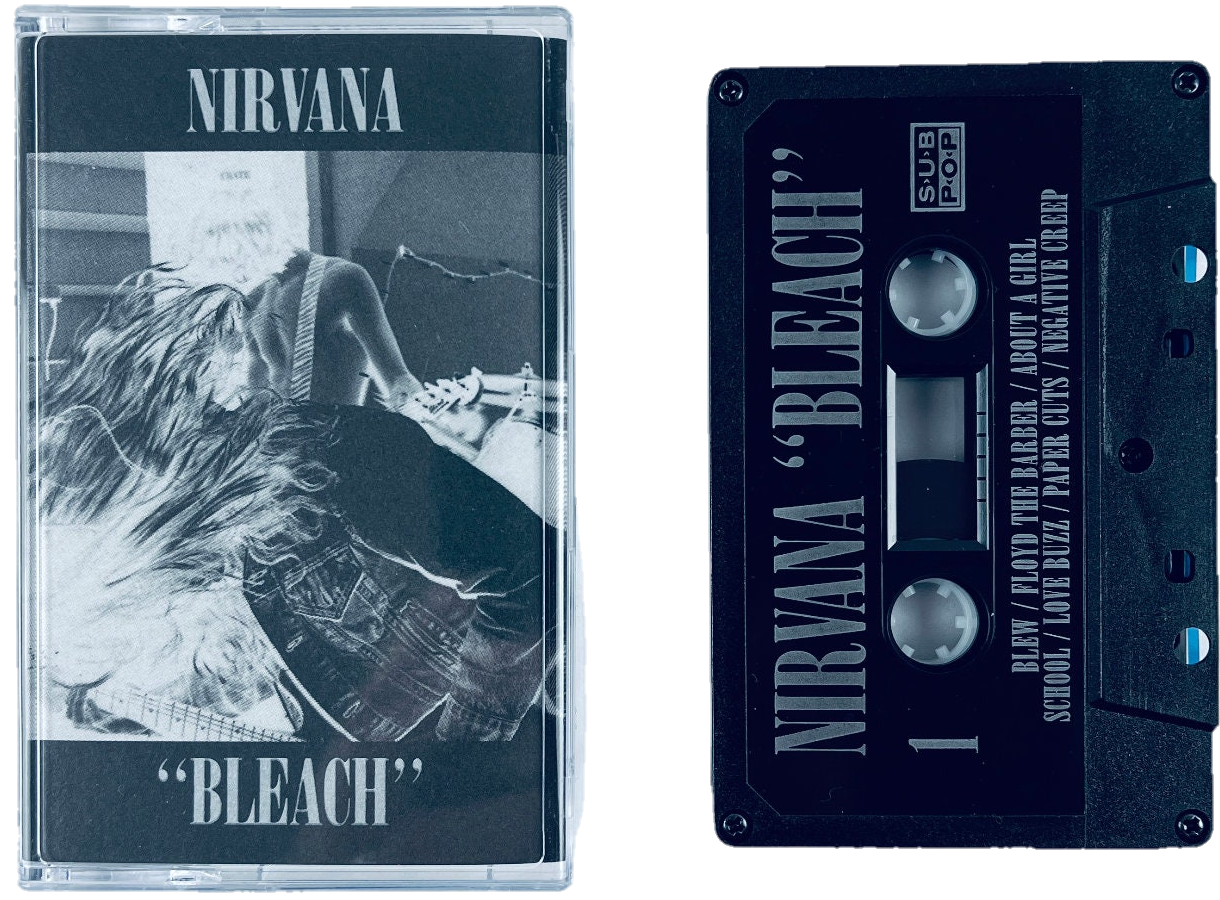 NIRVANA
“BLEACH”
NIRVANA “BLEACH”
SUB
POP
1
BLEW / FLOYD THE BARBER / ABOUT A GIRL
SCHOOL / LOVE BUZZ / PAPER CUTS / NEGATIVE CREEP